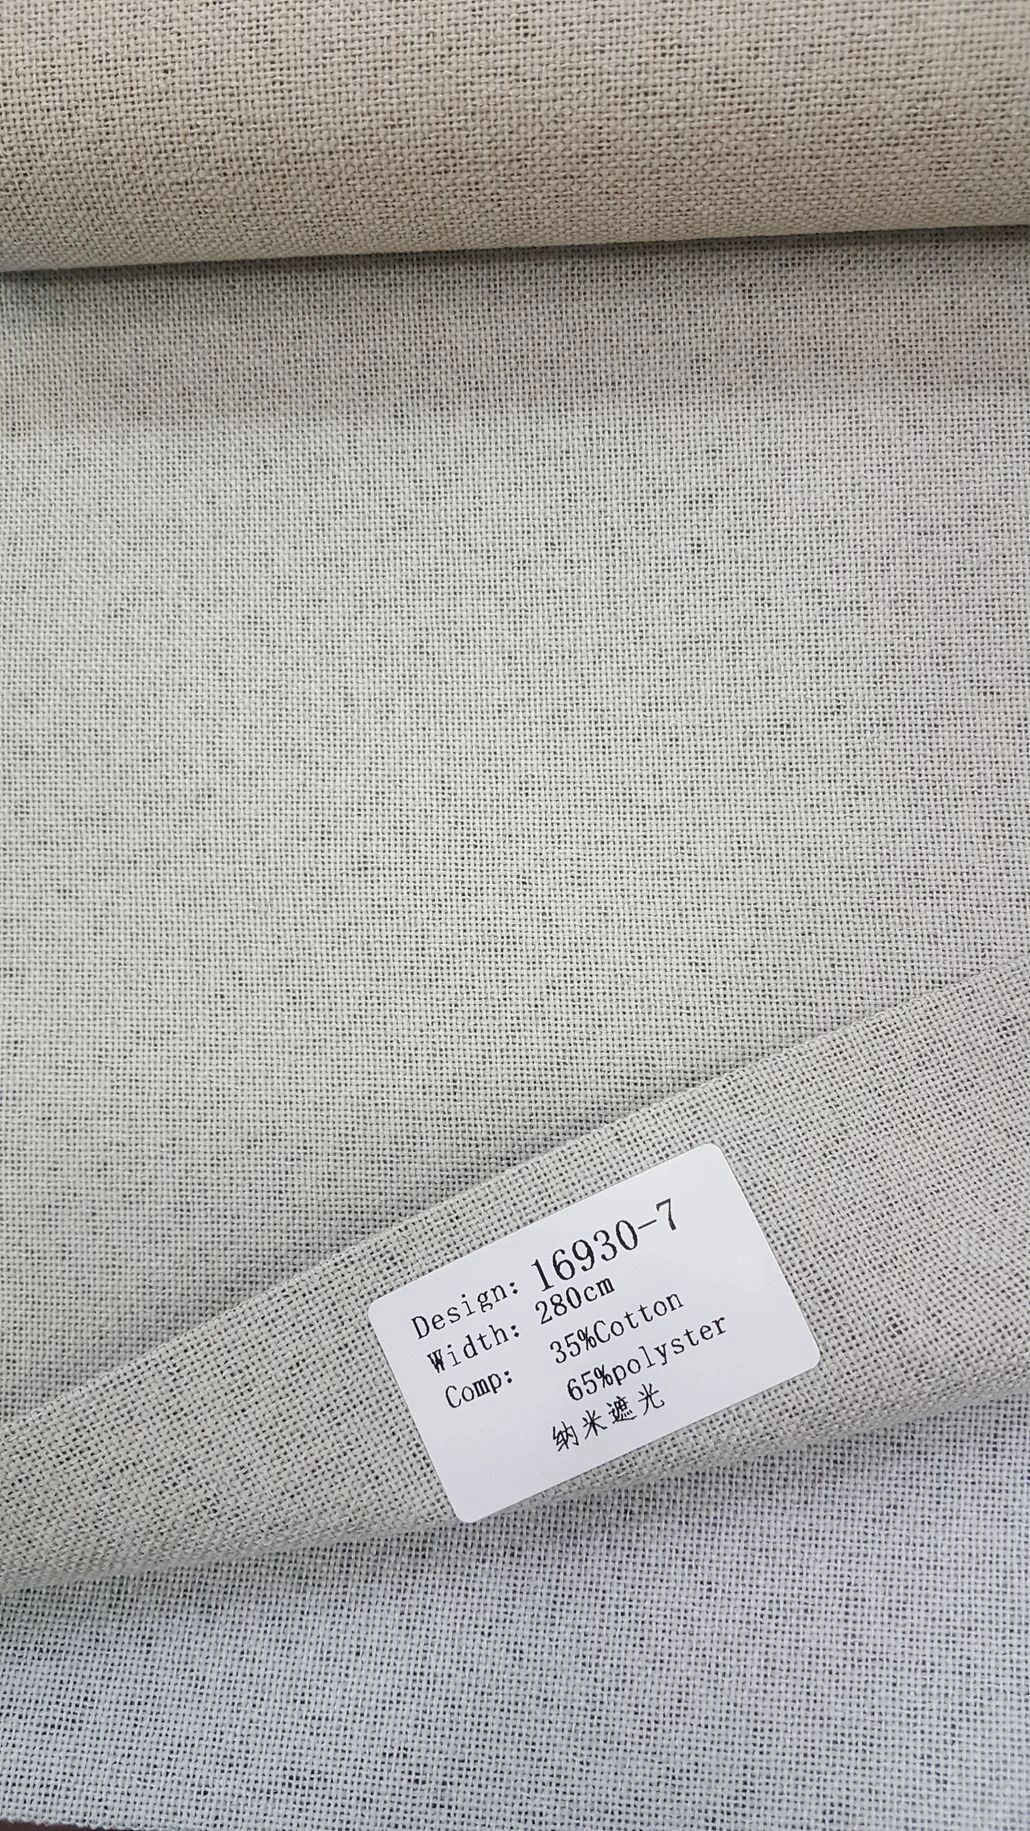 Design: 16930-7
Width: 280cm
Comp: 35%Cotton
65%polyster
纳米遮光